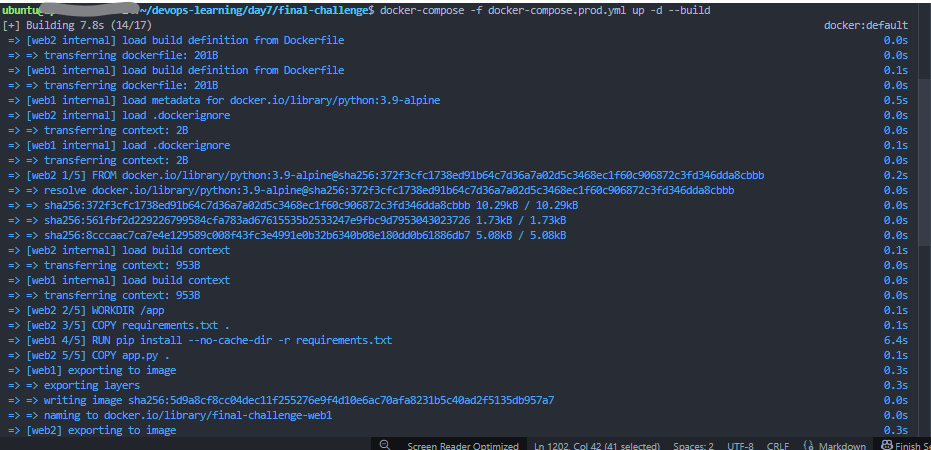 ubuntu@ ~/devops-learning/day7/final-challenge$ docker-compose -f docker-compose.prod.yml up -d --build
[+] Building 7.8s (14/17) docker:default
=> [web2 internal] load build definition from Dockerfile 0.0s
=> => transferring dockerfile: 201B 0.0s
=> [web1 internal] load build definition from Dockerfile 0.1s
=> => transferring dockerfile: 201B 0.0s
=> [web1 internal] load metadata for docker.io/library/python:3.9-alpine 0.5s
=> [web2 internal] load .dockerignore 0.0s
=> => transferring context: 2B 0.0s
=> [web1 internal] load .dockerignore 0.1s
=> => transferring context: 2B 0.0s
=> [web2 1/5] FROM docker.io/library/python:3.9-alpine@sha256:372f3cfc1738ed91b64c7d36a7a02d5c3468ec1f60c906872c3fd346dda8cbbb 0.2s
=> => resolve docker.io/library/python:3.9-alpine@sha256:372f3cfc1738ed91b64c7d36a7a02d5c3468ec1f60c906872c3fd346dda8cbbb 0.0s
=> => sha256:372f3cfc1738ed91b64c7d36a7a02d5c3468ec1f60c906872c3fd346dda8cbbb 10.29kB / 10.29kB 0.0s
=> => sha256:561fbf2d229226799584cfa783ad67615535b2533247e9fbc9d7953043023726 1.73kB / 1.73kB 0.0s
=> => sha256:8cccaac7ca7e4e129589c008f43fc3e4991e0b32b6340b08e180dd0b61886db7 5.08kB / 5.08kB 0.0s
=> [web2 internal] load build context 0.1s
=> => transferring context: 953B 0.0s
=> [web1 internal] load build context 0.1s
=> => transferring context: 953B 0.0s
=> [web2 2/5] WORKDIR /app 0.1s
=> [web2 3/5] COPY requirements.txt . 0.1s
=> [web1 4/5] RUN pip install --no-cache-dir -r requirements.txt 6.4s
=> [web2 5/5] COPY app.py . 0.1s
=> [web1] exporting to image 0.3s
=> => exporting layers 0.3s
=> => writing image sha256:5d9a8cf8cc04dec11f255276e9f4d10e6ac70afa8231b5c40ad2f5135db957a7 0.0s
=> => naming to docker.io/library/final-challenge-web1 0.0s
=> [web2] exporting to image 0.3s
Screen Reader Optimized Ln 1202, Col 42 (41 selected) Spaces: 2 UTF-8 CRLF Markdown Finish